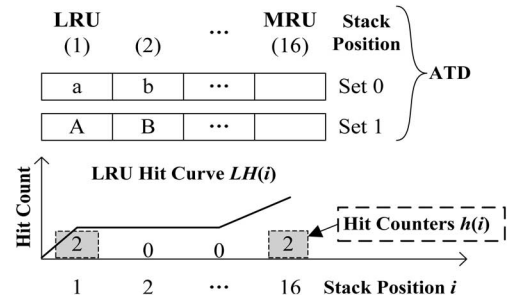 LRU ... MRU Stack
(1) (2) (16) Position
a b ... Set 0
ATD
A B ... Set 1
LRU Hit Curve LH(i)
Hit Count
Hit Counters h(i)
2 0 0 2
1 2 ... 16 Stack Position i